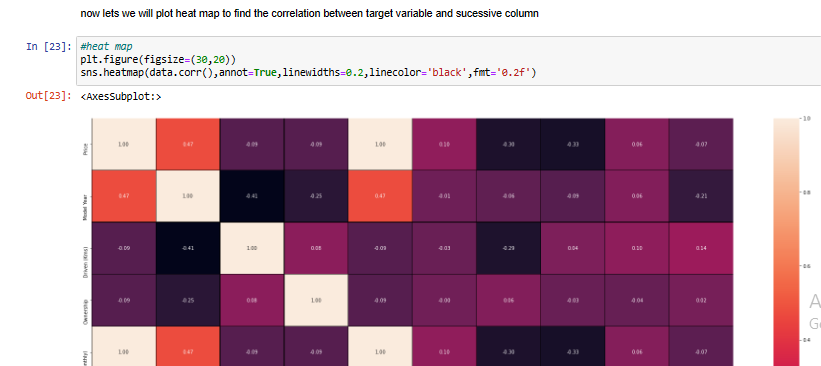 now lets we will plot heat map to find the correlation between target variable and sucessive column
In [23]: #heat map
plt.figure(figsize=(30,20))
sns.heatmap(data.corr(),annot=True,linewidths=0.2,linecolor='black',fmt='0.2f')
Out[23]: <AxesSubplot:>
Price 1.00 0.47 -0.09 -0.09 1.00 0.10 -0.30 -0.33 0.06 -0.07
Model Year 0.47 1.00 -0.41 -0.25 0.47 -0.01 -0.06 -0.09 0.06 -0.21
Driven (Kms) -0.09 -0.41 1.00 0.08 -0.09 -0.03 -0.29 0.04 0.10 0.14
Ownership -0.09 -0.25 0.08 1.00 -0.09 -0.00 0.06 -0.03 -0.04 0.02
1.00 0.47 -0.09 -0.09 1.00 0.10 -0.30 -0.33 0.06 -0.07
1.0
0.8
0.6
0.4